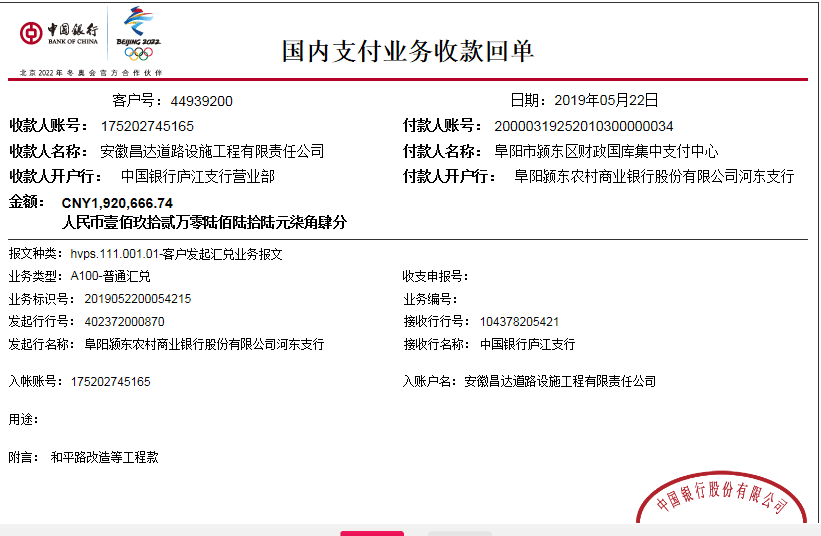 中国银行
BANK OF CHINA
BEIJING 2022
北京2022年冬奥会官方合作伙伴
国内支付业务收款回单
客户号：44939200 日期：2019年05月22日
收款人账号：175202745165 付款人账号：20000319252010300000034
收款人名称：安徽昌达道路设施工程有限责任公司 付款人名称：阜阳市颍东区财政国库集中支付中心
收款人开户行：中国银行庐江支行营业部 付款人开户行：阜阳颍东农村商业银行股份有限公司河东支行
金额：CNY1,920,666.74
人民币壹佰玖拾贰万零陆佰陆拾陆元柒角肆分
报文种类：hvps.111.001.01-客户发起汇兑业务报文
业务类型：A100-普通汇兑 收支申报号：
业务标识号：2019052200054215 业务编号：
发起行行号：402372000870 接收行行号：104378205421
发起行名称：阜阳颍东农村商业银行股份有限公司河东支行 接收行名称：中国银行庐江支行
入帐账号：175202745165 入账户名：安徽昌达道路设施工程有限责任公司
用途：
附言：和平路改造等工程款
中国银行股份有限公司